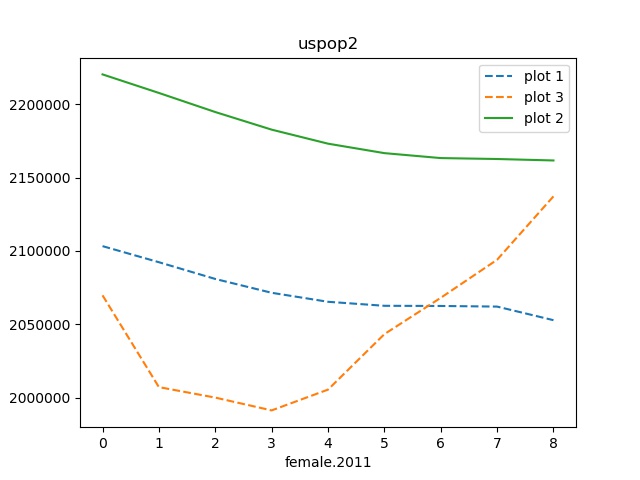 uspop2
plot 1
plot 3
plot 2
2200000
2150000
2100000
2050000
2000000
0 1 2 3 4 5 6 7 8
female.2011